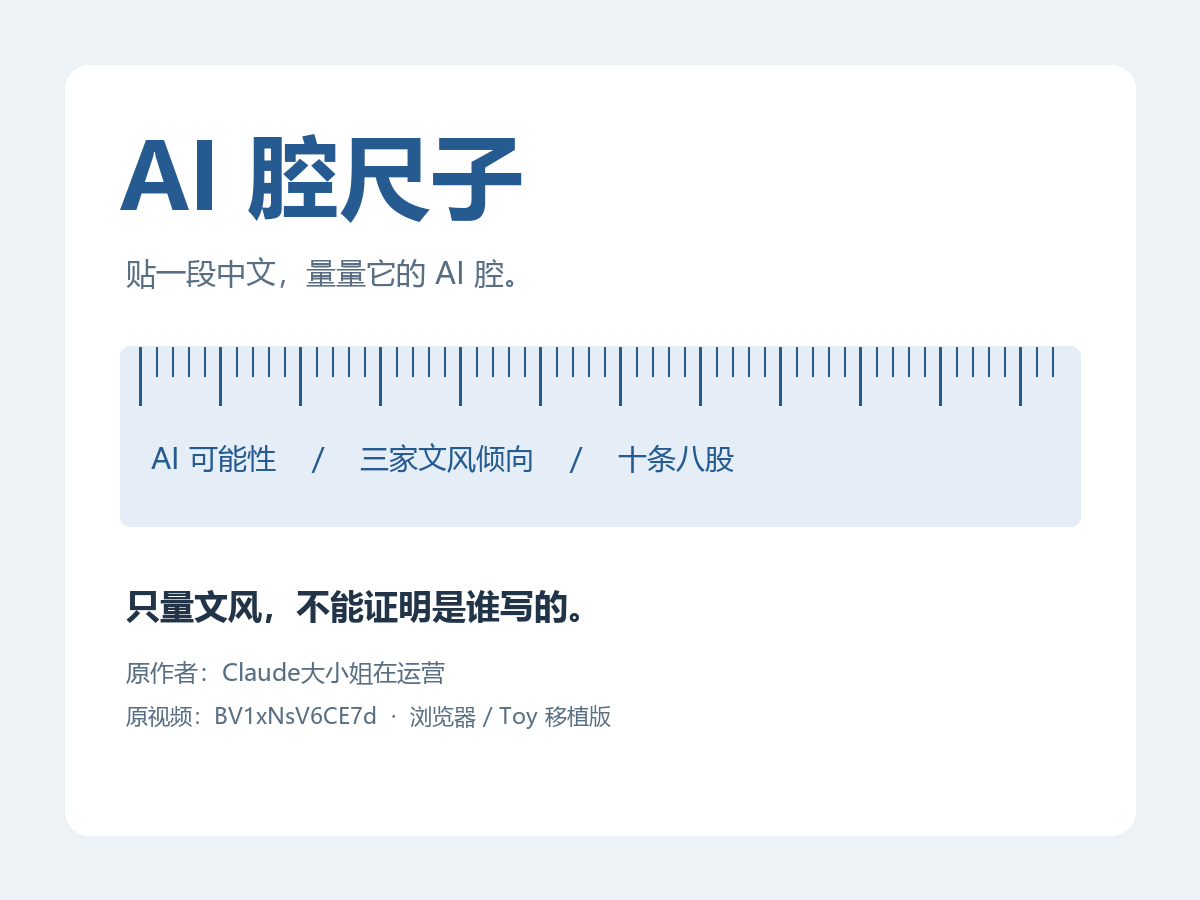 AI 腔尺子
贴一段中文，量量它的 AI 腔。
AI 可能性 / 三家文风倾向 / 十条八股
只量文风，不能证明是谁写的。
原作者：Claude大小姐在运营
原视频：BV1xNsV6CE7d · 浏览器 / Toy 移植版